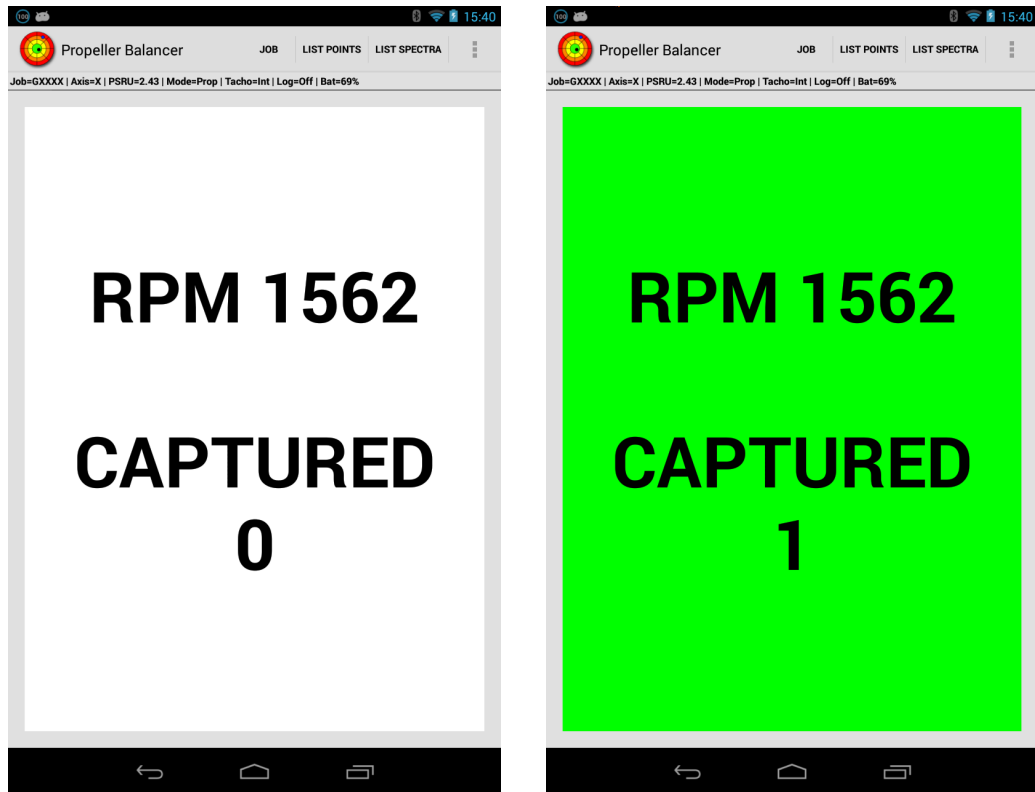 100 15:40
Propeller Balancer JOB LIST POINTS LIST SPECTRA
Job=GXXXX | Axis=X | PSRU=2.43 | Mode=Prop | Tacho=Int | Log=Off | Bat=69%
RPM 1562
CAPTURED
0
100 15:40
Propeller Balancer JOB LIST POINTS LIST SPECTRA
Job=GXXXX | Axis=X | PSRU=2.43 | Mode=Prop | Tacho=Int | Log=Off | Bat=69%
RPM 1562
CAPTURED
1